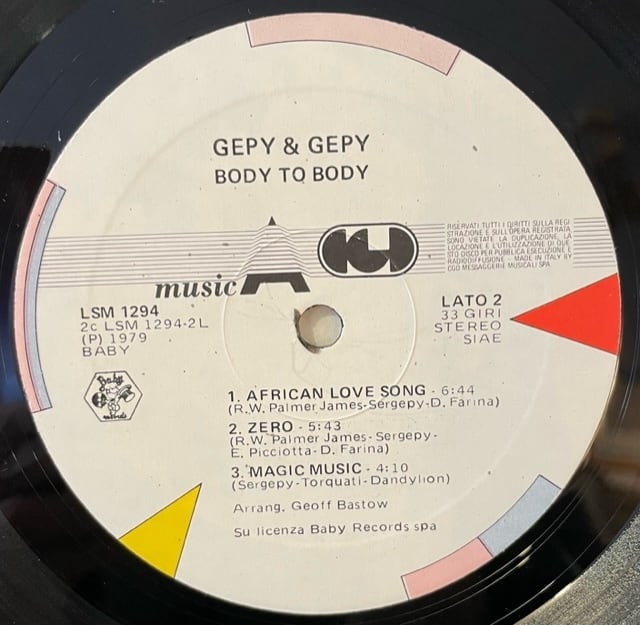 GEPY & GEPY
BODY TO BODY
music A
CGD
RISERVATI TUTTI I DIRITTI SULLA REGI
STRAZIONE E SULL'OPERA REGISTRATA
SONO VIETATE LA DUPLICAZIONE, LA
LOCAZIONE E L'UTILIZZAZIONE DI QUE
STO DISCO PER PUBBLICA ESECUZIONE E
RADIODIFFUSIONE - MADE IN ITALY BY
CGD MESSAGGERIE MUSICALI SPA
LSM 1294
2c LSM 1294-2L
(P) 1979
BABY
LATO 2
33 GIRI
STEREO
SIAE
Baby
records
1. AFRICAN LOVE SONG - 6:44
(R.W. Palmer James-Sergepy-D. Farina)
2. ZERO - 5:43
(R.W. Palmer James- Sergepy-
E. Picciotta- D. Farina)
3. MAGIC MUSIC - 4:10
(Sergepy-Torquati-Dandylion)
Arrang. Geoff Bastow
Su licenza Baby Records spa